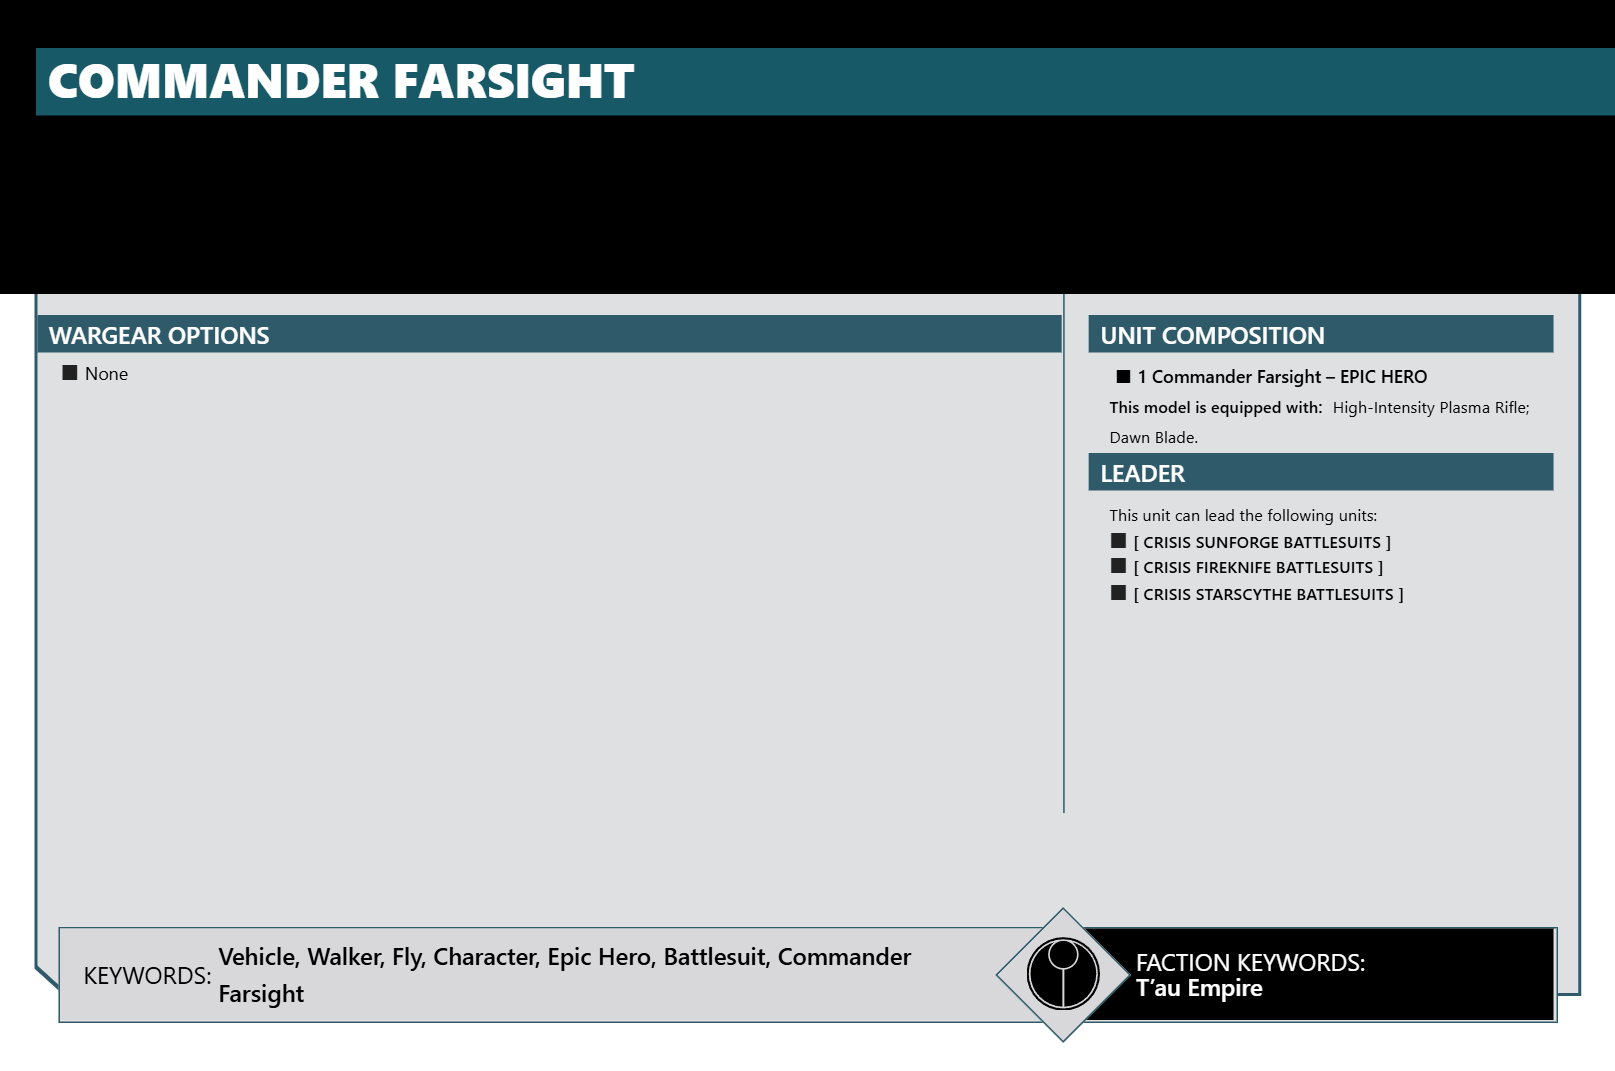 COMMANDER FARSIGHT
WARGEAR OPTIONS
■ None
UNIT COMPOSITION
■ 1 Commander Farsight – EPIC HERO
This model is equipped with: High-Intensity Plasma Rifle;
Dawn Blade.
LEADER
This unit can lead the following units:
■ [ CRISIS SUNFORGE BATTLESUITS ]
■ [ CRISIS FIREKNIFE BATTLESUITS ]
■ [ CRISIS STARSCYTHE BATTLESUITS ]
KEYWORDS: Vehicle, Walker, Fly, Character, Epic Hero, Battlesuit, Commander
Farsight
FACTION KEYWORDS:
T’au Empire